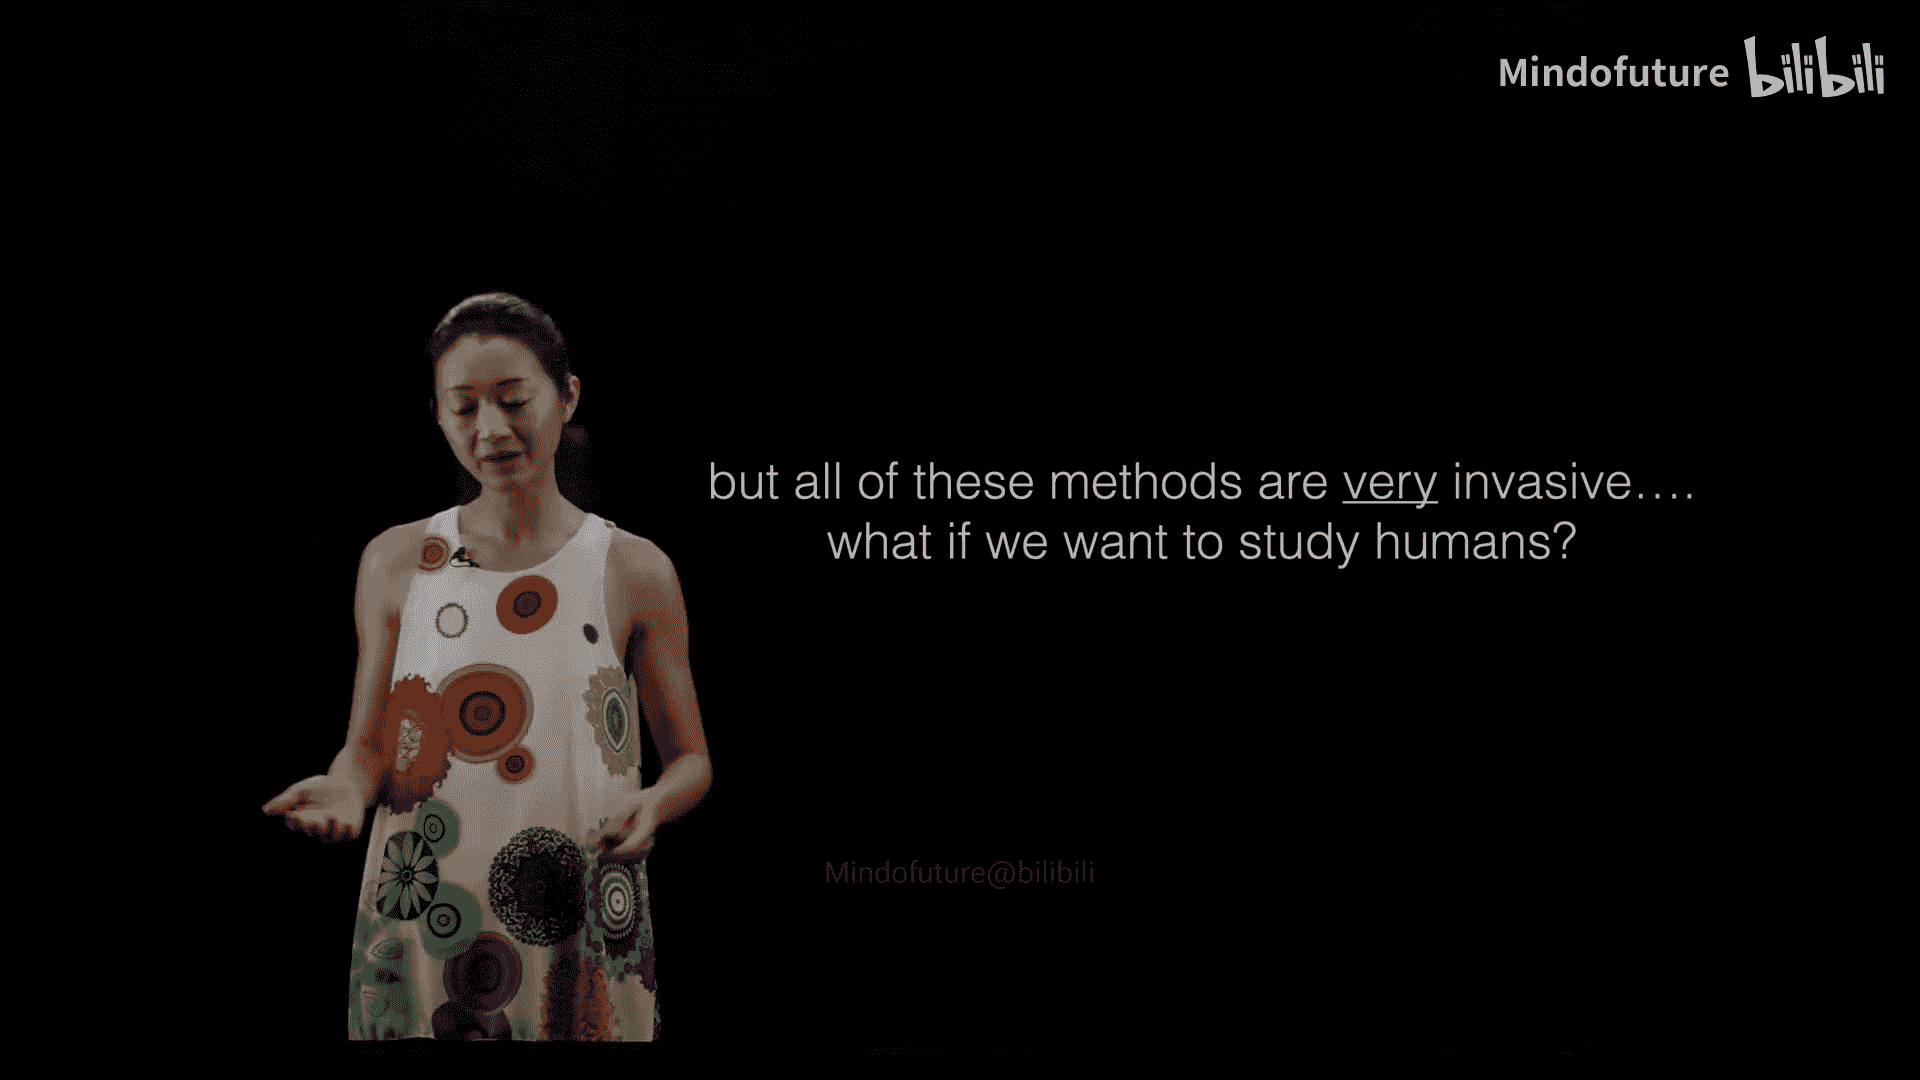 Mindofuture bilibili
but all of these methods are very invasive….
what if we want to study humans?
Mindofuture@bilibili